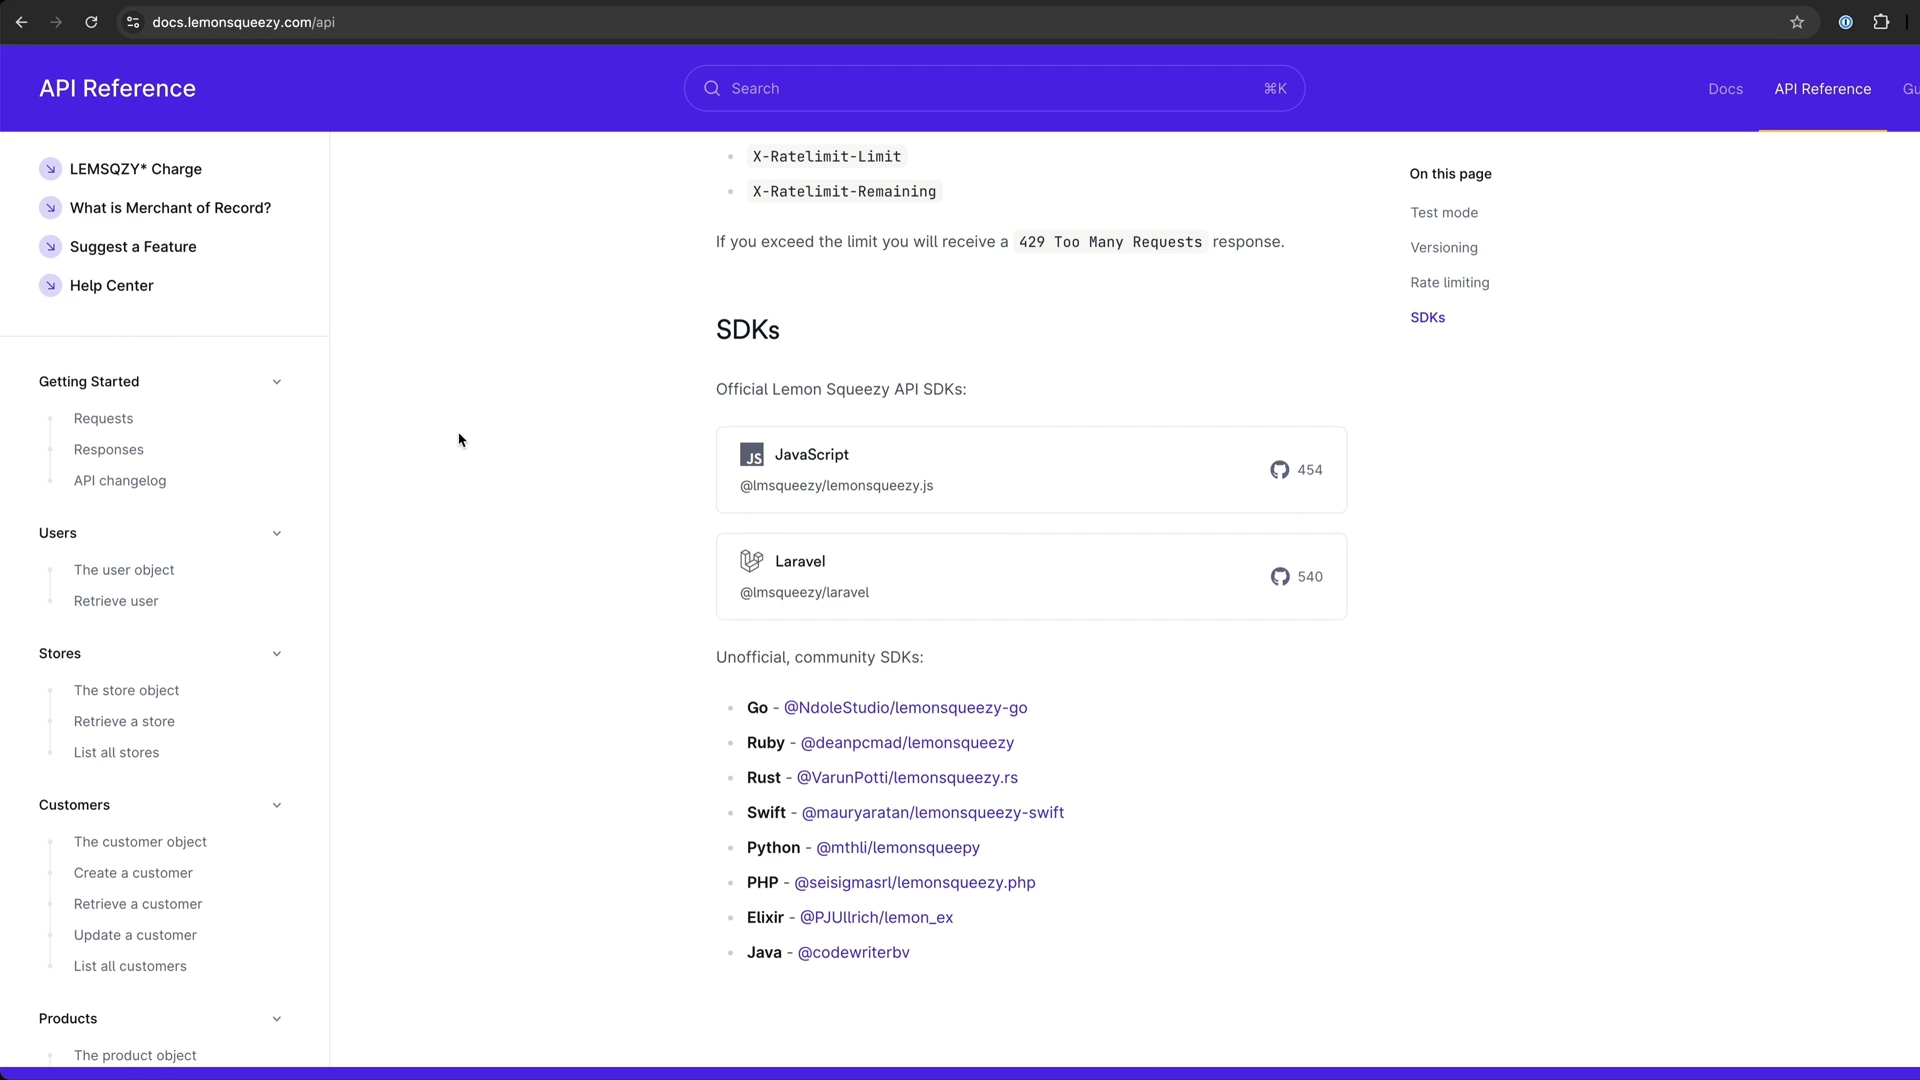 docs.lemonsqueezy.com/api
API Reference
Search
⌘K
Docs
API Reference
Gu
LEMSQZY* Charge
What is Merchant of Record?
Suggest a Feature
Help Center
Getting Started
Requests
Responses
API changelog
Users
The user object
Retrieve user
Stores
The store object
Retrieve a store
List all stores
Customers
The customer object
Create a customer
Retrieve a customer
Update a customer
List all customers
Products
The product object
X-Ratelimit-Limit
X-Ratelimit-Remaining
If you exceed the limit you will receive a 429 Too Many Requests response.
SDKs
Official Lemon Squeezy API SDKs:
JS JavaScript
@lmsqueezy/lemonsqueezy.js
454
Laravel
@lmsqueezy/laravel
540
Unofficial, community SDKs:
Go - @NdoleStudio/lemonsqueezy-go
Ruby - @deanpcmad/lemonsqueezy
Rust - @VarunPotti/lemonsqueezy.rs
Swift - @mauryaratan/lemonsqueezy-swift
Python - @mthli/lemonsqueepy
PHP - @seisigmasrl/lemonsqueezy.php
Elixir - @PJUllrich/lemon_ex
Java - @codewriterbv
On this page
Test mode
Versioning
Rate limiting
SDKs